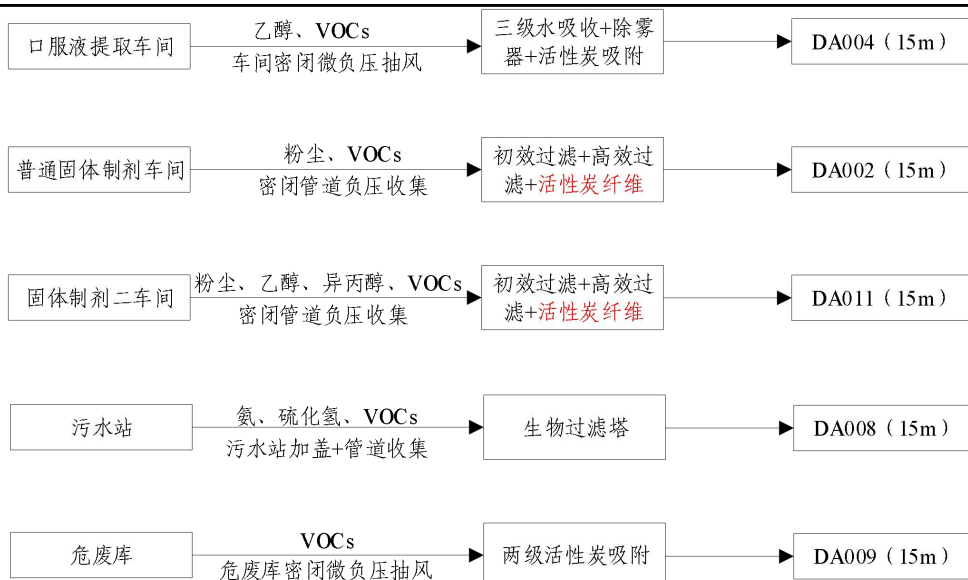 口服液提取车间
乙醇、VOCs
车间密闭微负压抽风
三级水吸收+除雾
器+活性炭吸附
DA004（15m）
普通固体制剂车间
粉尘、VOCs
密闭管道负压收集
初效过滤+高效过
滤+活性炭纤维
DA002（15m）
固体制剂二车间
粉尘、乙醇、异丙醇、VOCs
密闭管道负压收集
初效过滤+高效过
滤+活性炭纤维
DA011（15m）
污水站
氨、硫化氢、VOCs
污水站加盖+管道收集
生物过滤塔
DA008（15m）
危废库
VOCs
危废库密闭微负压抽风
两级活性炭吸附
DA009（15m）